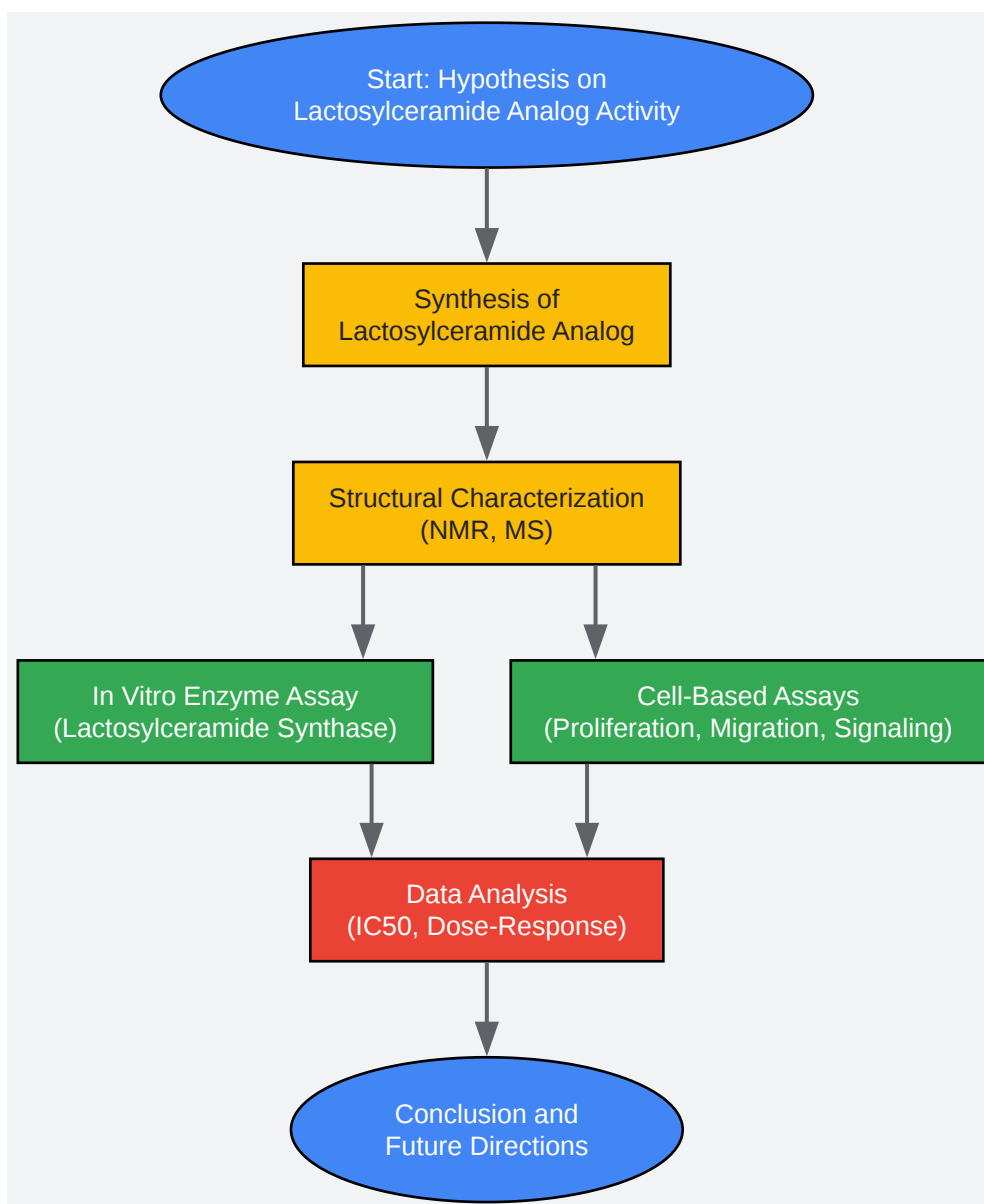 Start: Hypothesis on
Lactosylceramide Analog Activity
Synthesis of
Lactosylceramide Analog
Structural Characterization
(NMR, MS)
In Vitro Enzyme Assay
(Lactosylceramide Synthase)
Cell-Based Assays
(Proliferation, Migration, Signaling)
Data Analysis
(IC50, Dose-Response)
Conclusion and
Future Directions